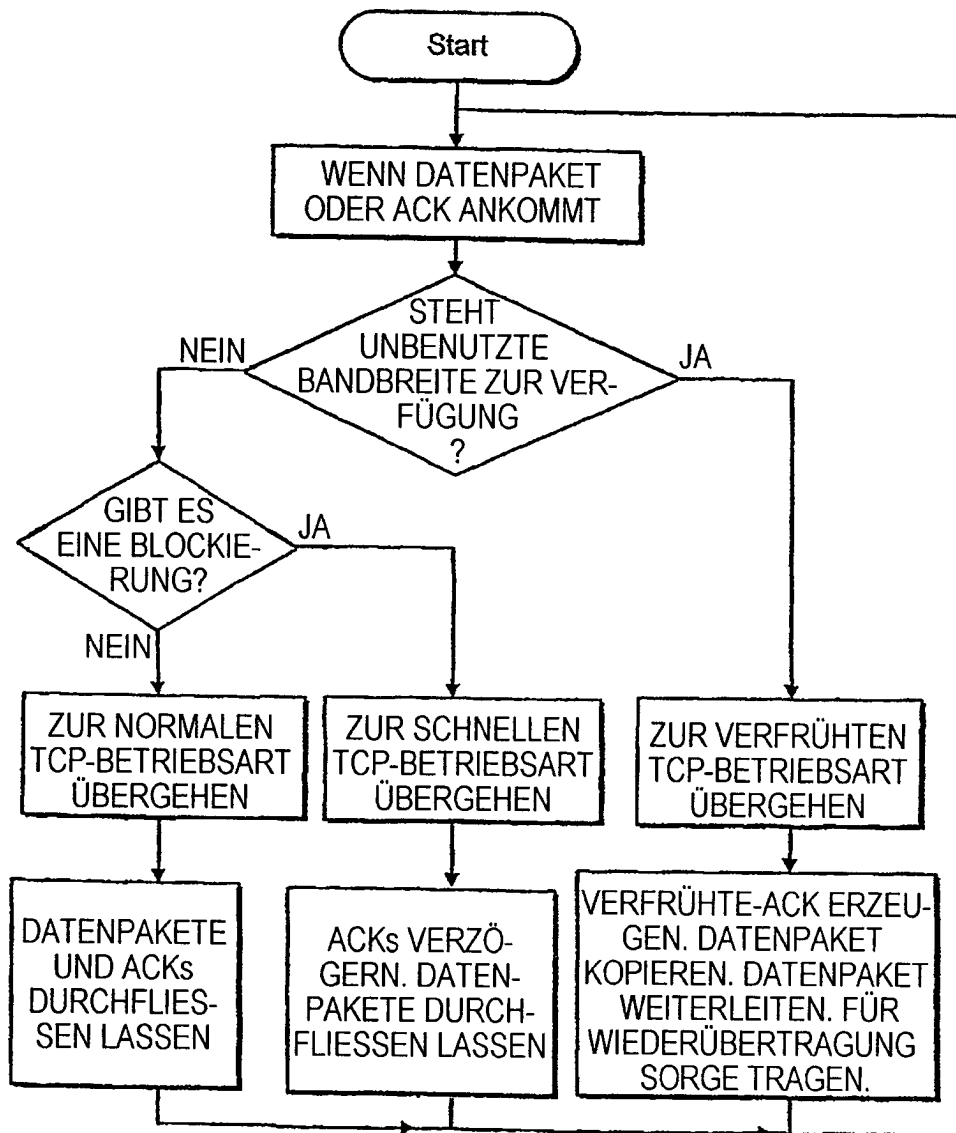 Start
WENN DATENPAKET
ODER ACK ANKOMMT
STEHT
UNBENUTZTE
BANDBREITE ZUR VER-
FÜGUNG
?
NEIN
JA
GIBT ES
EINE BLOCKIE-
RUNG?
JA
NEIN
ZUR NORMALEN
TCP-BETRIEBSART
ÜBERGEHEN
ZUR SCHNELLEN
TCP-BETRIEBSART
ÜBERGEHEN
ZUR VERFRÜHTEN
TCP-BETRIEBSART
ÜBERGEHEN
DATENPAKETE
UND ACKs
DURCHFLIES-
SEN LASSEN
ACKs VERZÖ-
GERN. DATEN-
PAKETE DURCH-
FLIESSEN LASSEN
VERFRÜHTE-ACK ERZEU-
GEN. DATENPAKET
KOPIEREN. DATENPAKET
WEITERLEITEN. FÜR
WIEDERÜBERTRAGUNG
SORGE TRAGEN.